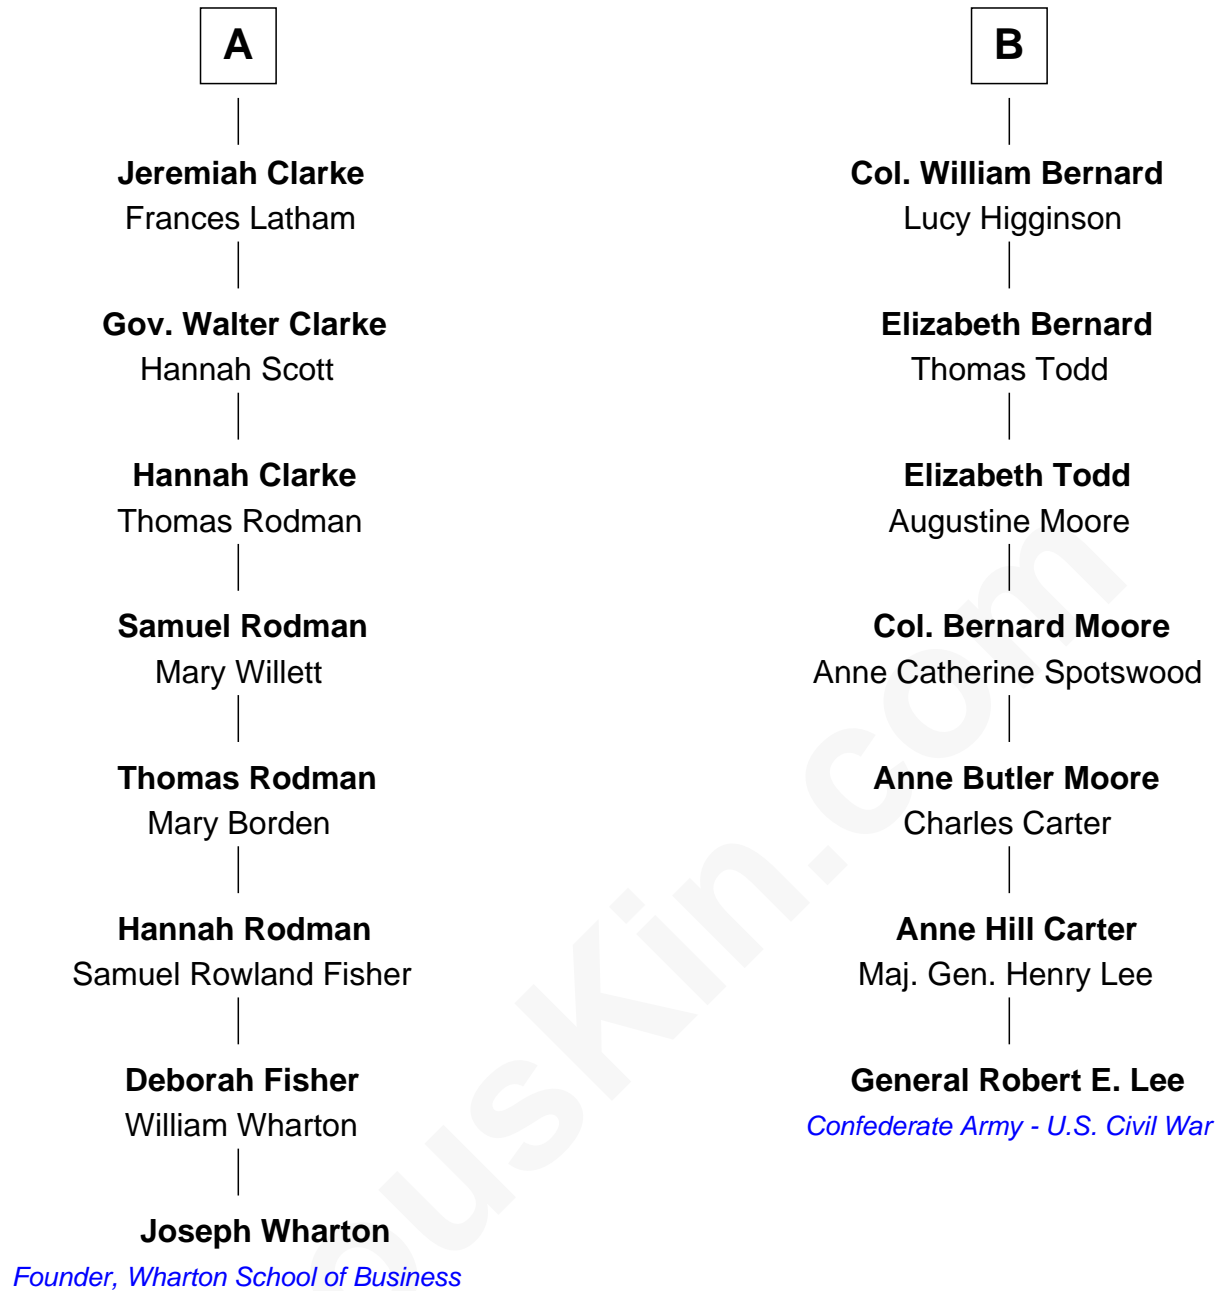 A
Jeremiah Clarke
Frances Latham
Gov. Walter Clarke
Hannah Scott
Hannah Clarke
Thomas Rodman
Samuel Rodman
Mary Willett
Thomas Rodman
Mary Borden
Hannah Rodman
Samuel Rowland Fisher
Deborah Fisher
William Wharton
Joseph Wharton
Founder, Wharton School of Business
B
Col. William Bernard
Lucy Higginson
Elizabeth Bernard
Thomas Todd
Elizabeth Todd
Augustine Moore
Col. Bernard Moore
Anne Catherine Spotswood
Anne Butler Moore
Charles Carter
Anne Hill Carter
Maj. Gen. Henry Lee
General Robert E. Lee
Confederate Army - U.S. Civil War
ousKin.com